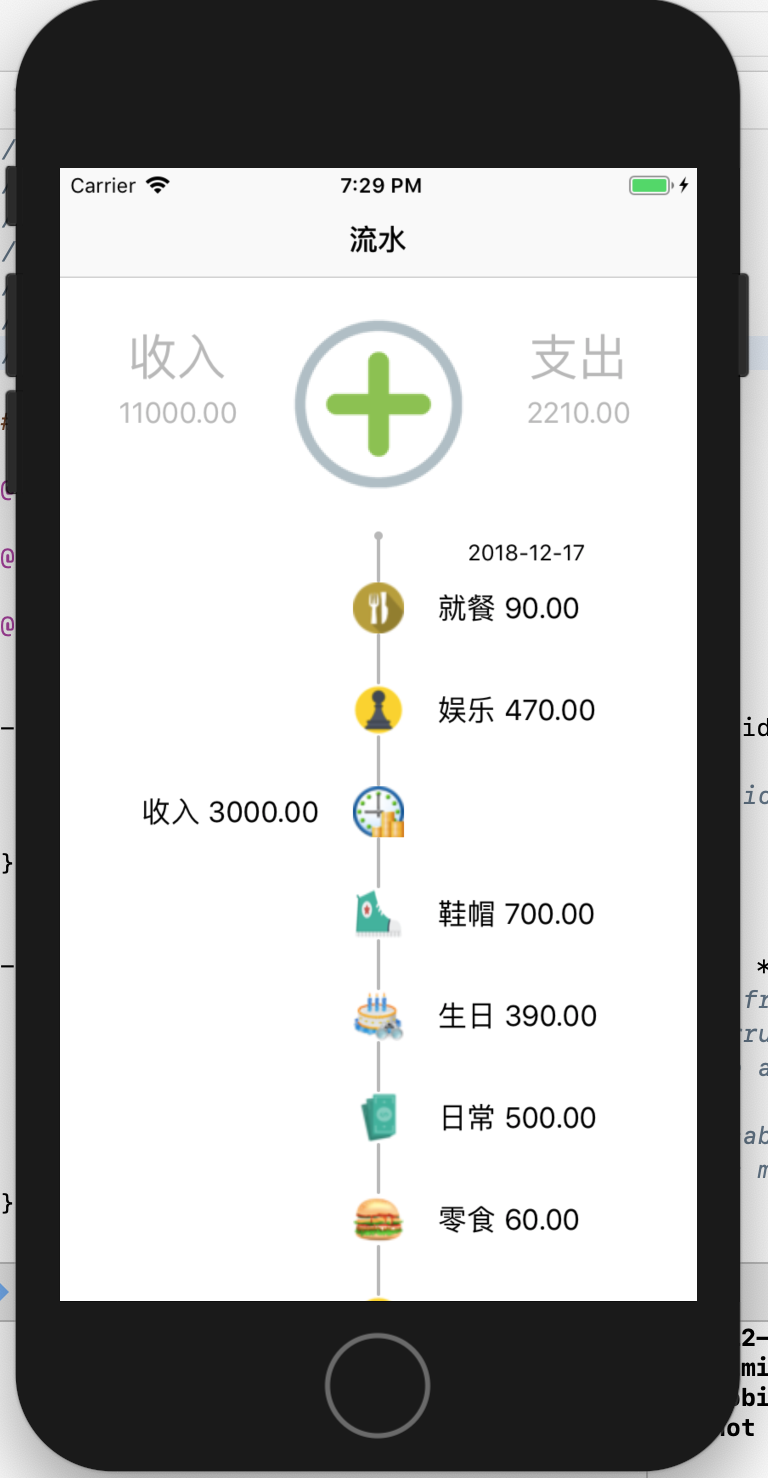 Carrier 7:29 PM
流水
收入 支出
11000.00 2210.00
2018-12-17
就餐 90.00
娱乐 470.00
收入 3000.00
鞋帽 700.00
生日 390.00
日常 500.00
零食 60.00